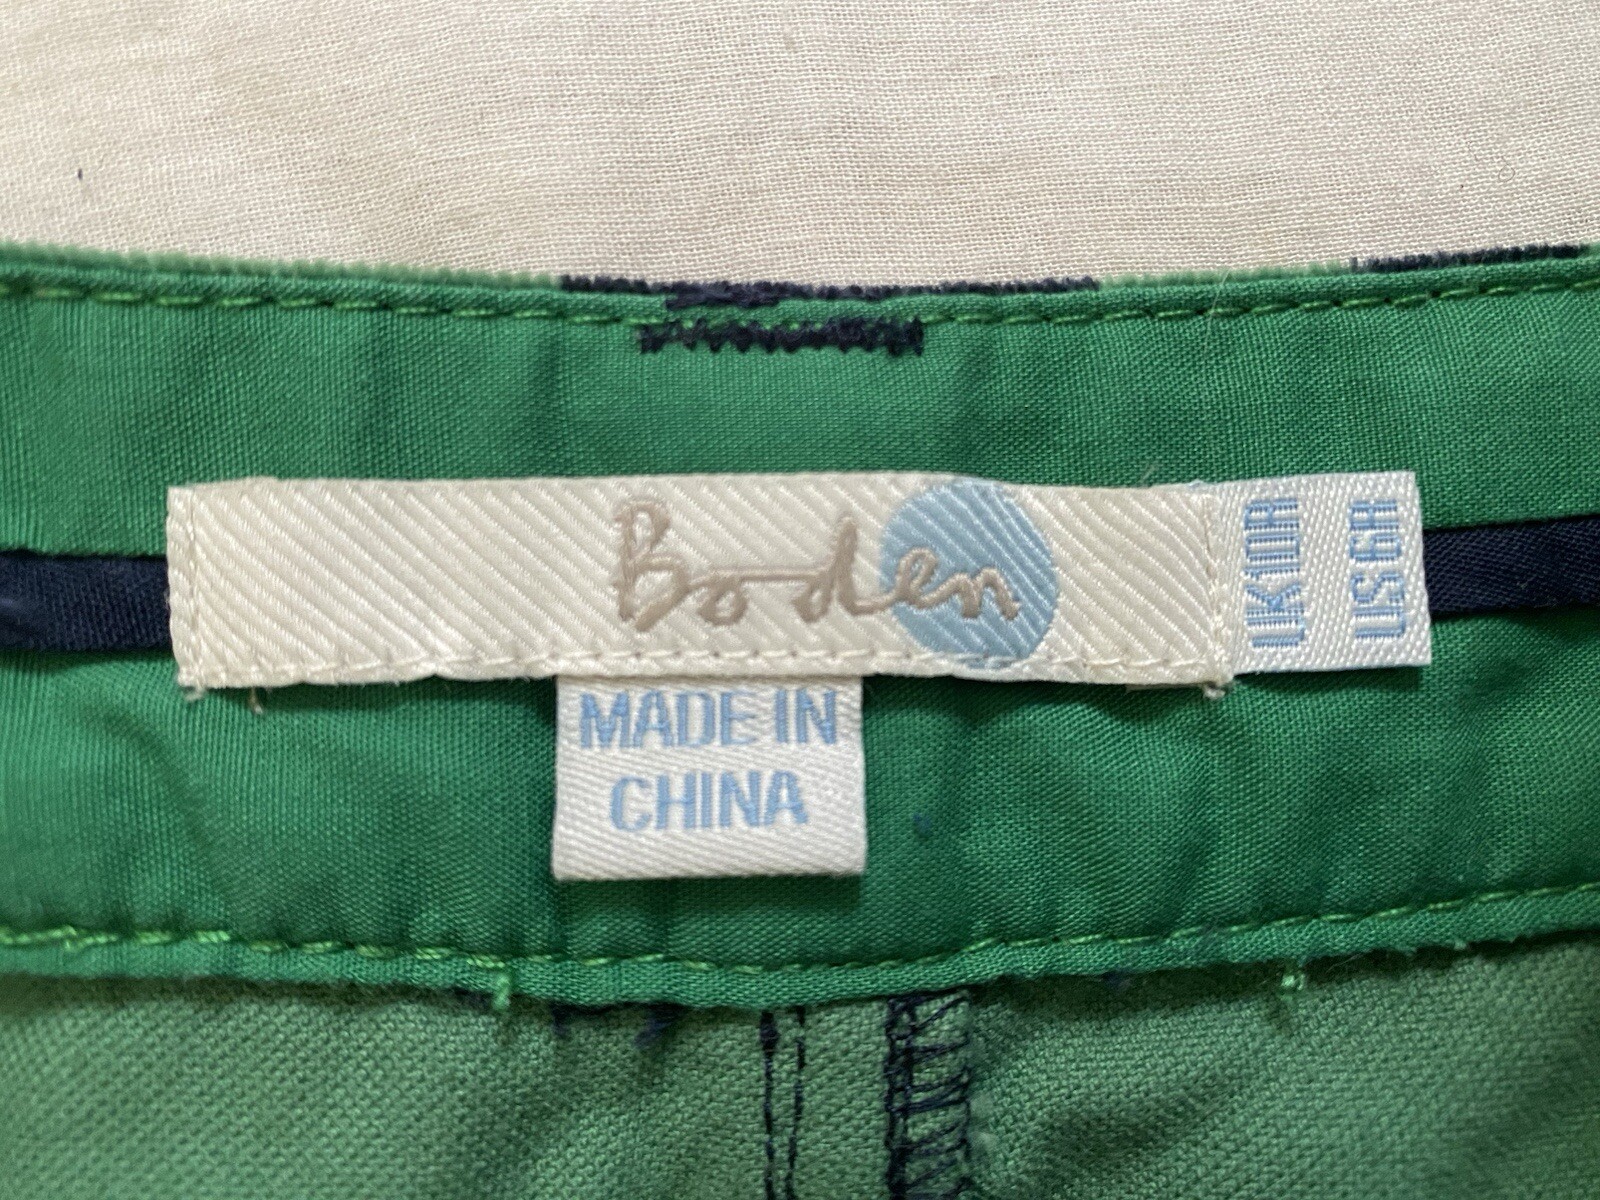 Boden
UK10R
US6R
MADE IN
CHINA